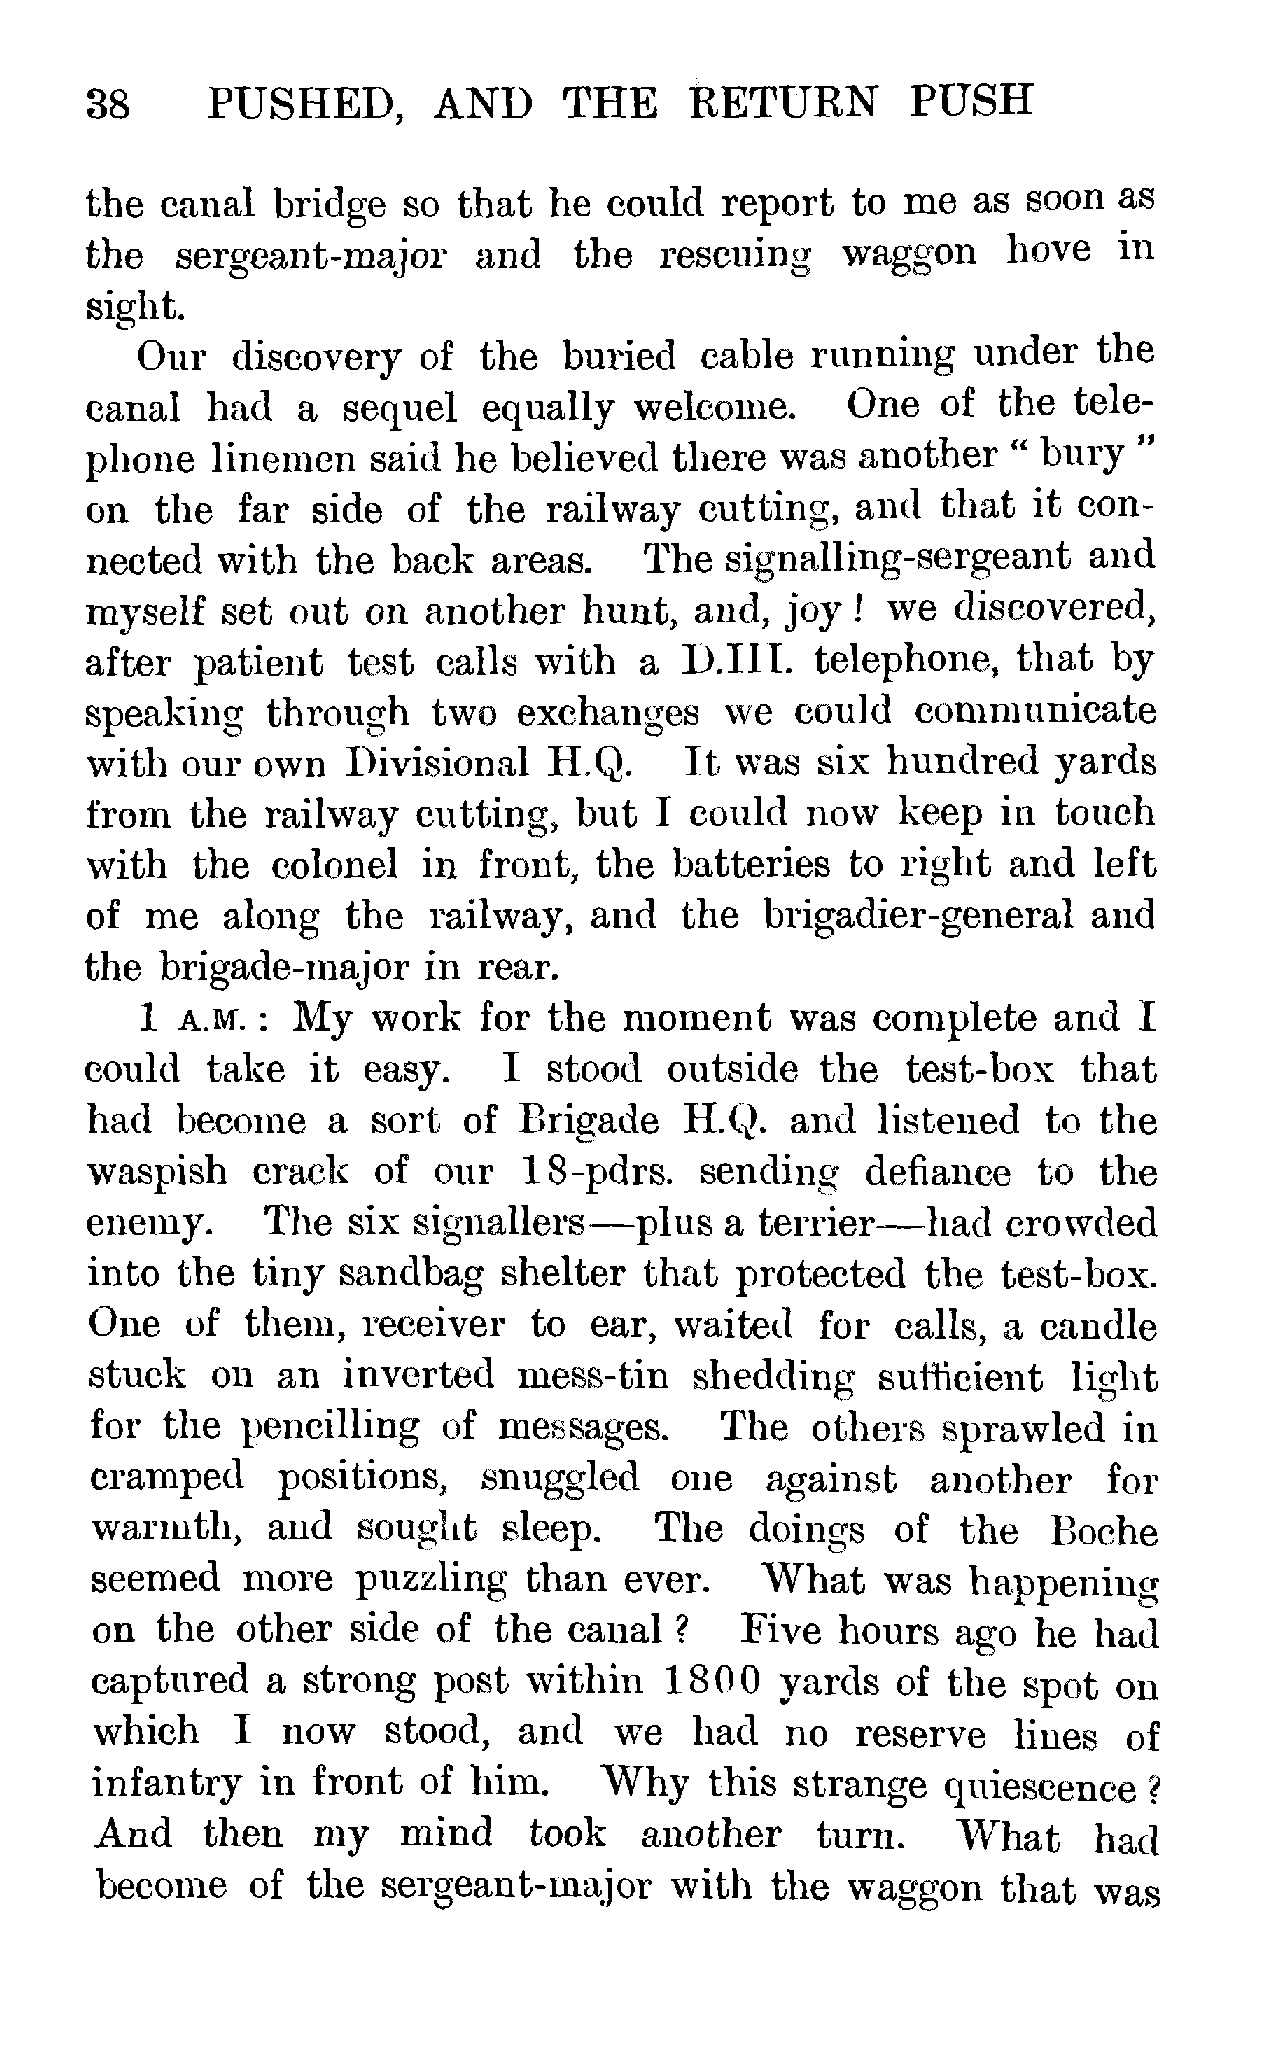 38 PUSHED, AND THE RETURN PUSH
the canal bridge so that he could report to me as soon as
the sergeant-major and the rescuing waggon hove in
sight.
Our discovery of the buried cable running under the
canal had a sequel equally welcome. One of the tele-
phone linemen said he believed there was another " bury "
on the far side of the railway cutting, and that it con-
nected with the back areas. The signalling-sergeant and
myself set out on another hunt, and, joy ! we discovered,
after patient test calls with a D.III. telephone, that by
speaking through two exchanges we could communicate
with our own Divisional H.Q. It was six hundred yards
from the railway cutting, but I could now keep in touch
with the colonel in front, the batteries to right and left
of me along the railway, and the brigadier-general and
the brigade-major in rear.
1 A.M. : My work for the moment was complete and I
could take it easy. I stood outside the test-box that
had become a sort of Brigade H.Q. and listened to the
waspish crack of our 18-pdrs. sending defiance to the
enemy. The six signallers—plus a terrier—had crowded
into the tiny sandbag shelter that protected the test-box.
One of them, receiver to ear, waited for calls, a candle
stuck on an inverted mess-tin shedding sufficient light
for the pencilling of messages. The others sprawled in
cramped positions, snuggled one against another for
warmth, and sought sleep. The doings of the Boche
seemed more puzzling than ever. What was happening
on the other side of the canal ? Five hours ago he had
captured a strong post within 1800 yards of the spot on
which I now stood, and we had no reserve lines of
infantry in front of him. Why this strange quiescence ?
And then my mind took another turn. What had
become of the sergeant-major with the waggon that was